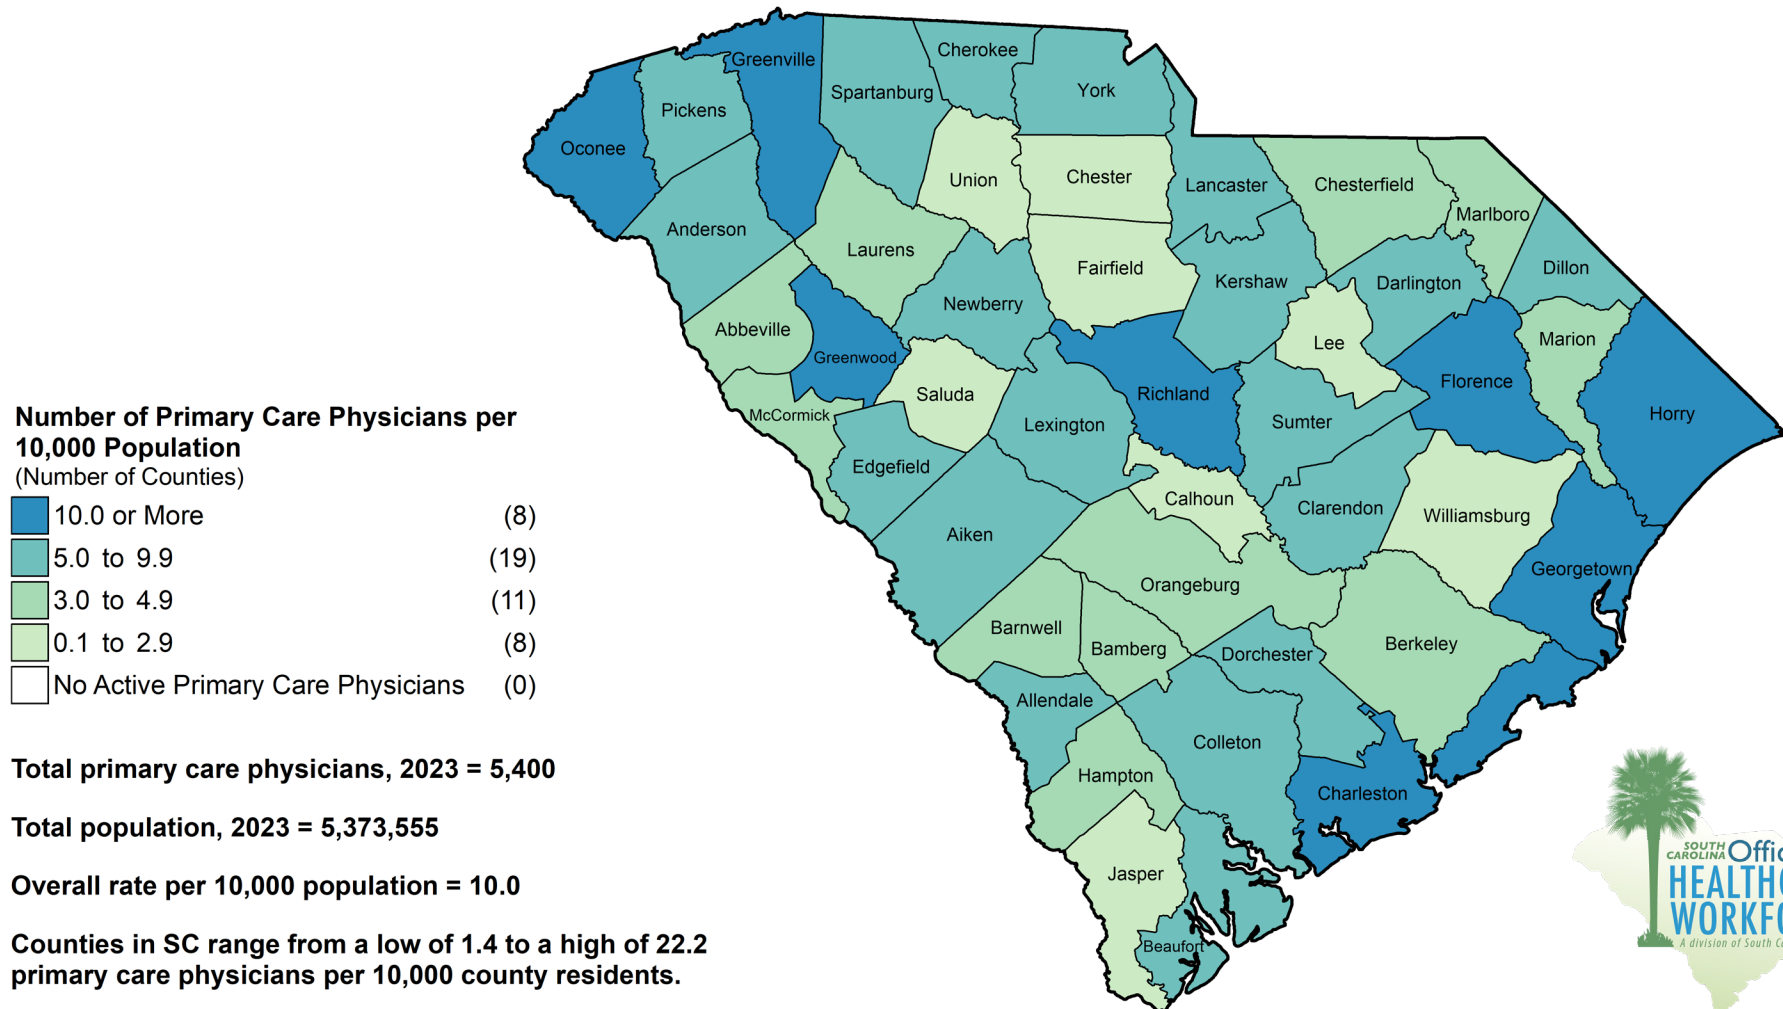 Cherokee
Greenville
York
Spartanburg
Pickens
Oconee
Union
Chester
Lancaster
Chesterfield
Marlboro
Anderson
Laurens
Fairfield
Dillon
Kershaw
Darlington
Newberry
Abbeville
Lee
Marion
Greenwood
Florence
Saluda
Richland
Horry
McCormick
Lexington
Sumter
Edgefield
Calhoun
Clarendon
Williamsburg
Aiken
Georgetown
Orangeburg
Barnwell
Bamberg
Berkeley
Dorchester
Allendale
Colleton
Hampton
Charleston
Jasper
Beaufort
Number of Primary Care Physicians per
10,000 Population
(Number of Counties)
10.0 or More (8)
5.0 to 9.9 (19)
3.0 to 4.9 (11)
0.1 to 2.9 (8)
No Active Primary Care Physicians (0)
Total primary care physicians, 2023 = 5,400
Total population, 2023 = 5,373,555
Overall rate per 10,000 population = 10.0
Counties in SC range from a low of 1.4 to a high of 22.2
primary care physicians per 10,000 county residents.
SOUTH
CAROLINA Offi
HEALTH
WORKF
A division of South